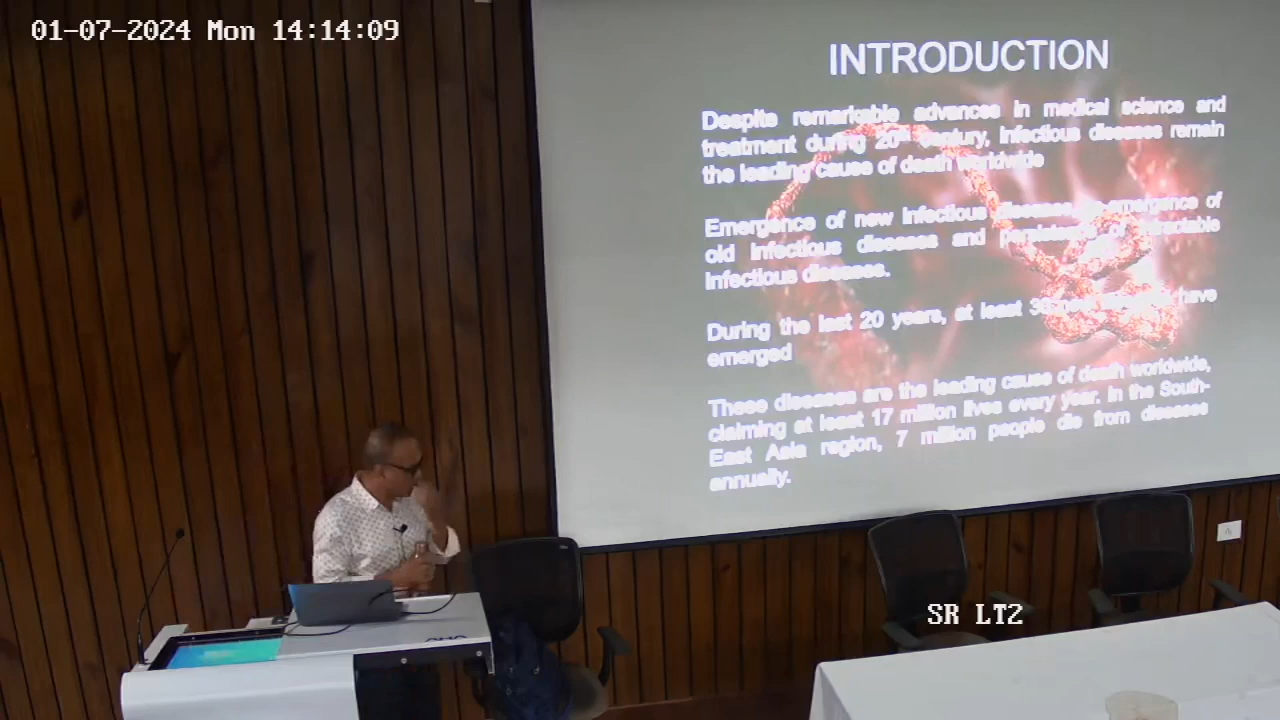 01-07-2024 Mon 14:14:09
INTRODUCTION
Despite remarkable advances in medical science and
treatment during 20th century, infectious diseases remain
the leading cause of death worldwide
Emergence of new infectious diseases, re-emergence of
old infectious diseases and persistence of intractable
infectious diseases.
During the last 20 years, at least have
emerged
These diseases are the leading cause of death worldwide,
claiming at least 17 million lives every year. In the South-
East Asia region, 7 million people die from diseases
annually.
SR LT2